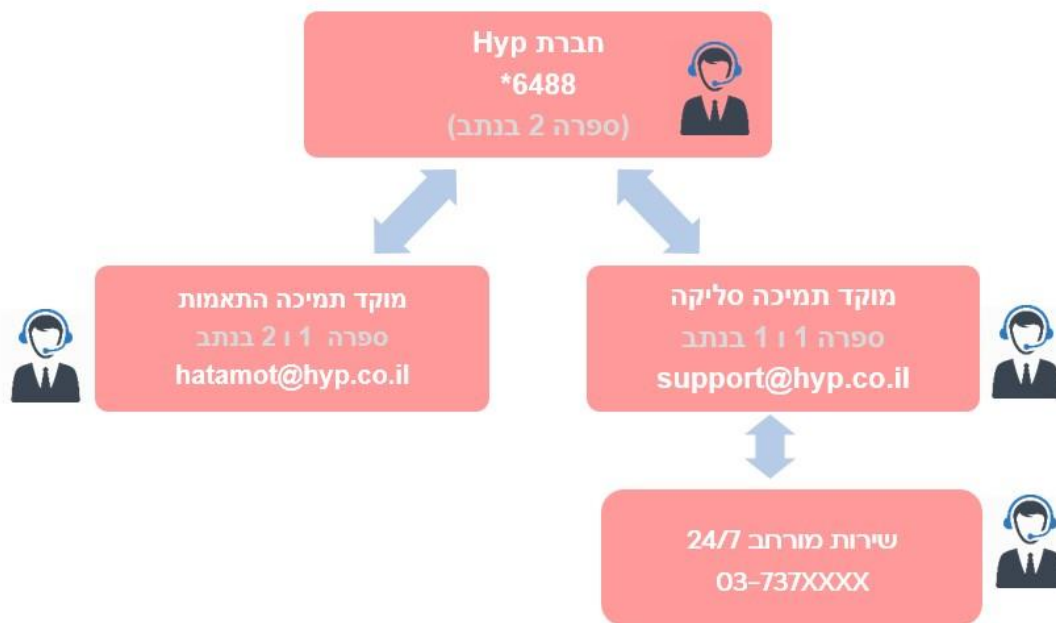 חברת Hyp
*6488
(ספרה 2 בנתב)
מוקד תמיכה סליקה
ספרה 1 ו 1 בנתב
support@hyp.co.il
מוקד תמיכה התאמות
ספרה 1 ו 2 בנתב
hatamot@hyp.co.il
שירות מורחב 24/7
03-737XXXX